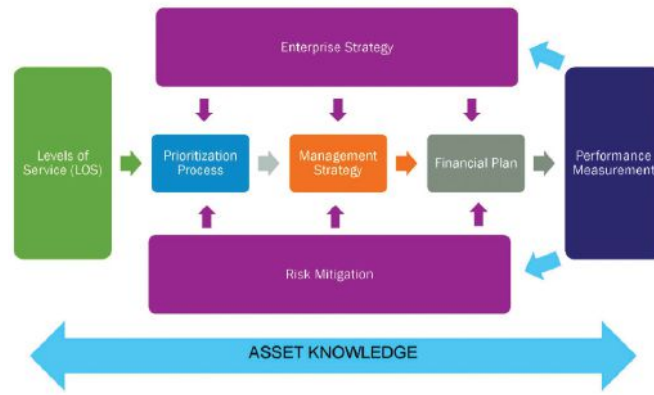 Enterprise Strategy
Levels of
Service (LOS)
Prioritization
Process
Management
Strategy
Financial Plan
Performance
Measurement
Risk Mitigation
ASSET KNOWLEDGE